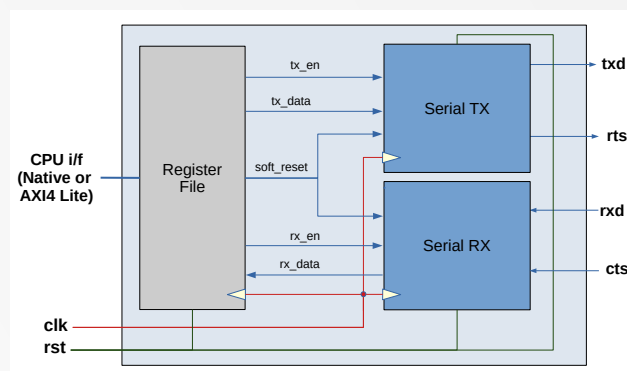 CPU i/f
(Native or
AXI4 Lite)
clk
rst
Register
File
tx_en
tx_data
soft_reset
rx_en
rx_data
Serial TX
Serial RX
txd
rts
rxd
cts